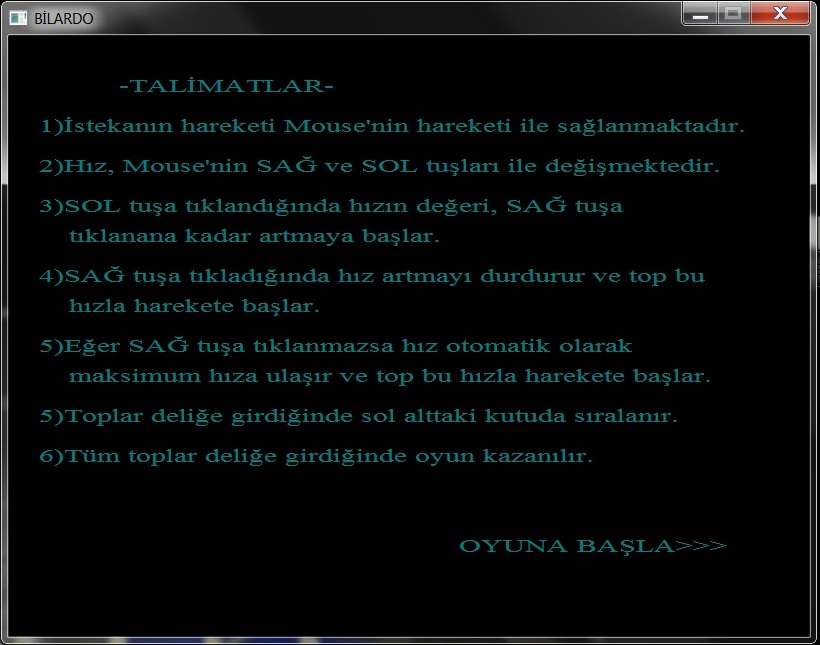 BİLARDO
-TALİMATLAR-
1)İstekanın hareketi Mouse'nin hareketi ile sağlanmaktadır.
2)Hız, Mouse'nin SAĞ ve SOL tuşları ile değişmektedir.
3)SOL tuşa tıklandığında hızın değeri, SAĞ tuşa
tıklanana kadar artmaya başlar.
4)SAĞ tuşa tıkladığında hız artmayı durdurur ve top bu
hızla harekete başlar.
5)Eğer SAĞ tuşa tıklanmazsa hız otomatik olarak
maksimum hıza ulaşır ve top bu hızla harekete başlar.
5)Toplar deliğe girdiğinde sol alttaki kutuda sıralanır.
6)Tüm toplar deliğe girdiğinde oyun kazanılır.
OYUNA BAŞLA>>>